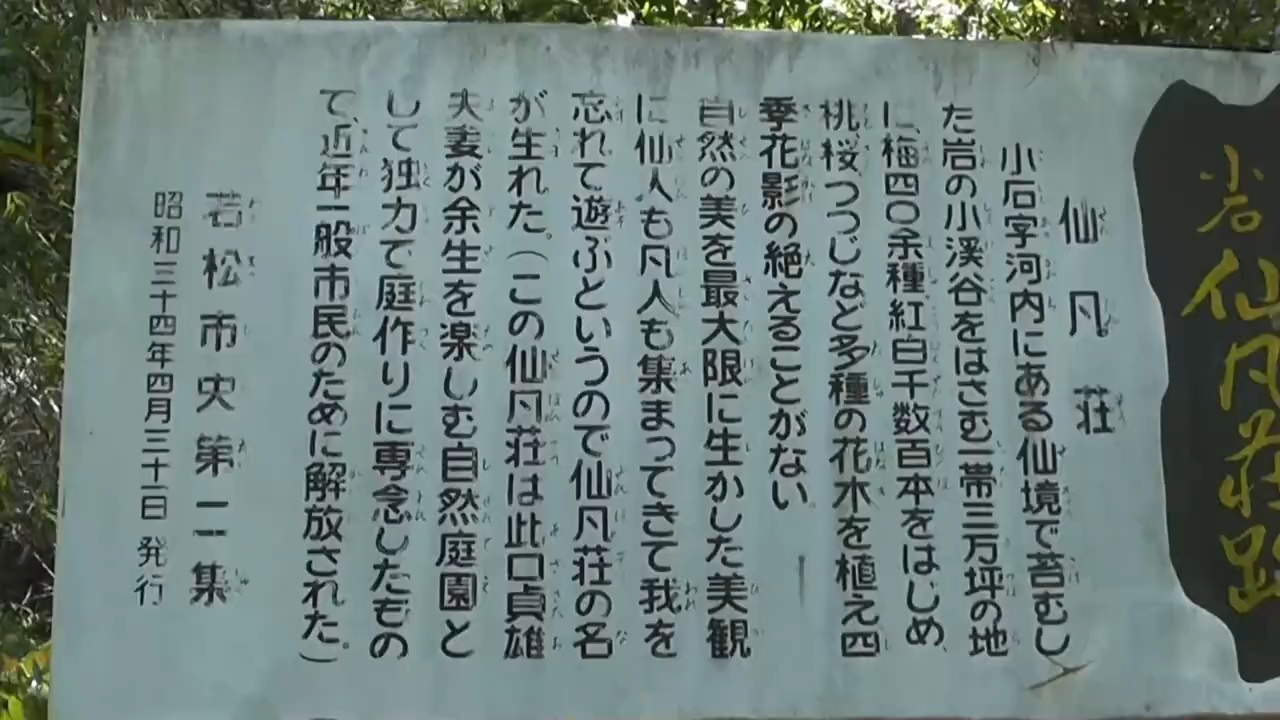 小石仙凡荘跡
仙凡荘
小石字河内にある仙境で苔むし
た岩の小渓谷をはさむ一帯三万坪の地
に、梅四〇余種紅白千数百本をはじめ、
桃、桜、つつじなど多種の花木を植え四
季花影の絶えることがない。
自然の美を最大限に生かした美観
に仙人も凡人も集まってきて我を
忘れて遊ぶというので仙凡荘の名
が生れた。(この仙凡荘は此口貞雄
夫妻が余生を楽しむ自然庭園と
して独力で庭作りに専念したもの
で、近年一般市民のために解放された。)
若松市史第二集
昭和三十四年四月三十日発行